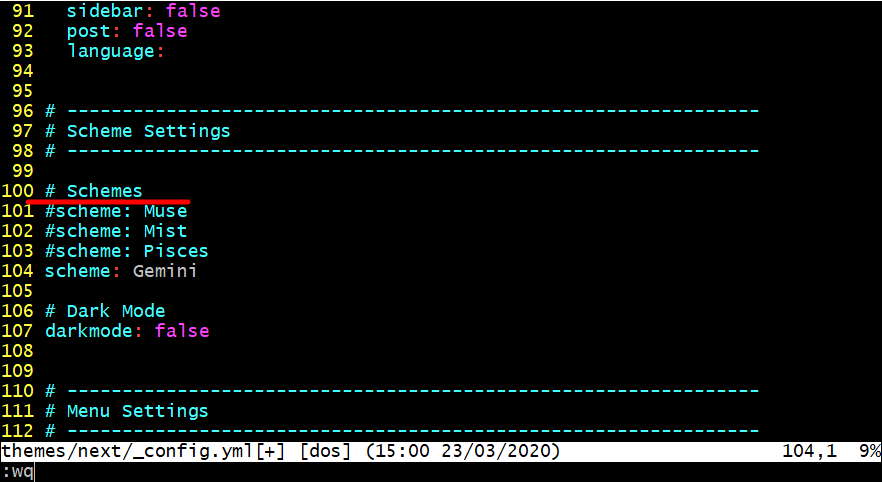 91   sidebar: false
92   post: false
93   language:
94
95
96 # ---------------------------------------------------------------
97 # Scheme Settings
98 # ---------------------------------------------------------------
99
100 # Schemes
101 #scheme: Muse
102 #scheme: Mist
103 #scheme: Pisces
104 scheme: Gemini
105
106 # Dark Mode
107 darkmode: false
108
109
110 # ---------------------------------------------------------------
111 # Menu Settings
112 # ---------------------------------------------------------------
themes/next/_config.yml[+] [dos] (15:00 23/03/2020) 104,1 9%
:wq